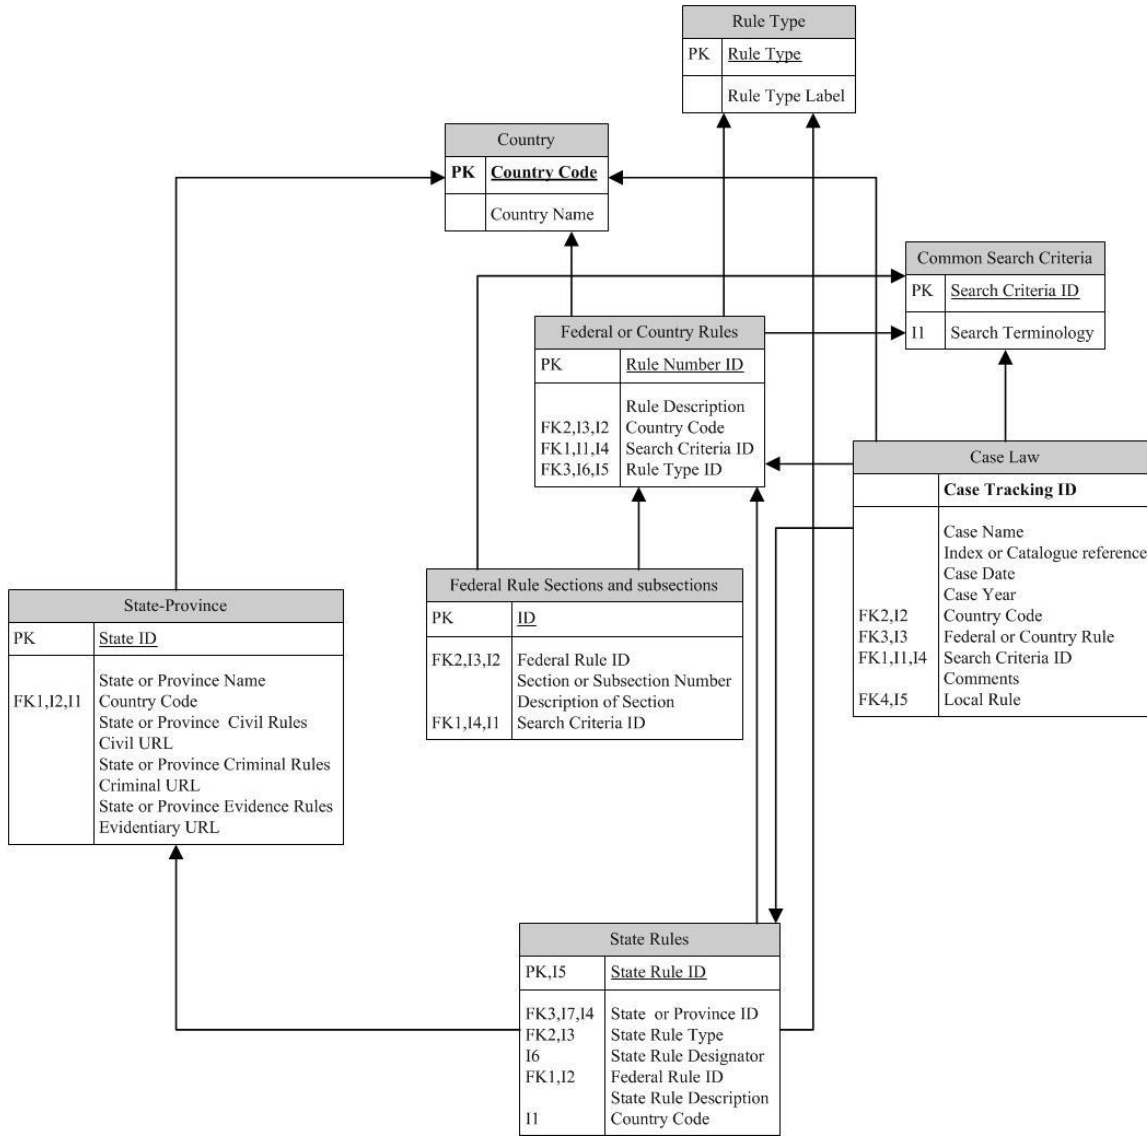 Rule Type
PK Rule Type
Rule Type Label
Country
PK Country Code
Country Name
Common Search Criteria
PK Search Criteria ID
I1 Search Terminology
Federal or Country Rules
PK Rule Number ID
Rule Description
FK2,I3,I2 Country Code
FK1,I1,I4 Search Criteria ID
FK3,I6,I5 Rule Type ID
Case Law
Case Tracking ID
Case Name
Index or Catalogue reference
Case Date
Case Year
FK2,I2 Country Code
FK3,I3 Federal or Country Rule
FK1,I1,I4 Search Criteria ID
Comments
FK4,I5 Local Rule
Federal Rule Sections and subsections
PK ID
FK2,I3,I2 Federal Rule ID
Section or Subsection Number
Description of Section
FK1,I4,I1 Search Criteria ID
State-Province
PK State ID
State or Province Name
FK1,I2,I1 Country Code
State or Province Civil Rules
Civil URL
State or Province Criminal Rules
Criminal URL
State or Province Evidence Rules
Evidentiary URL
State Rules
PK,I5 State Rule ID
FK3,I7,I4 State or Province ID
FK2,I3 State Rule Type
I6 State Rule Designator
FK1,I2 Federal Rule ID
State Rule Description
I1 Country Code